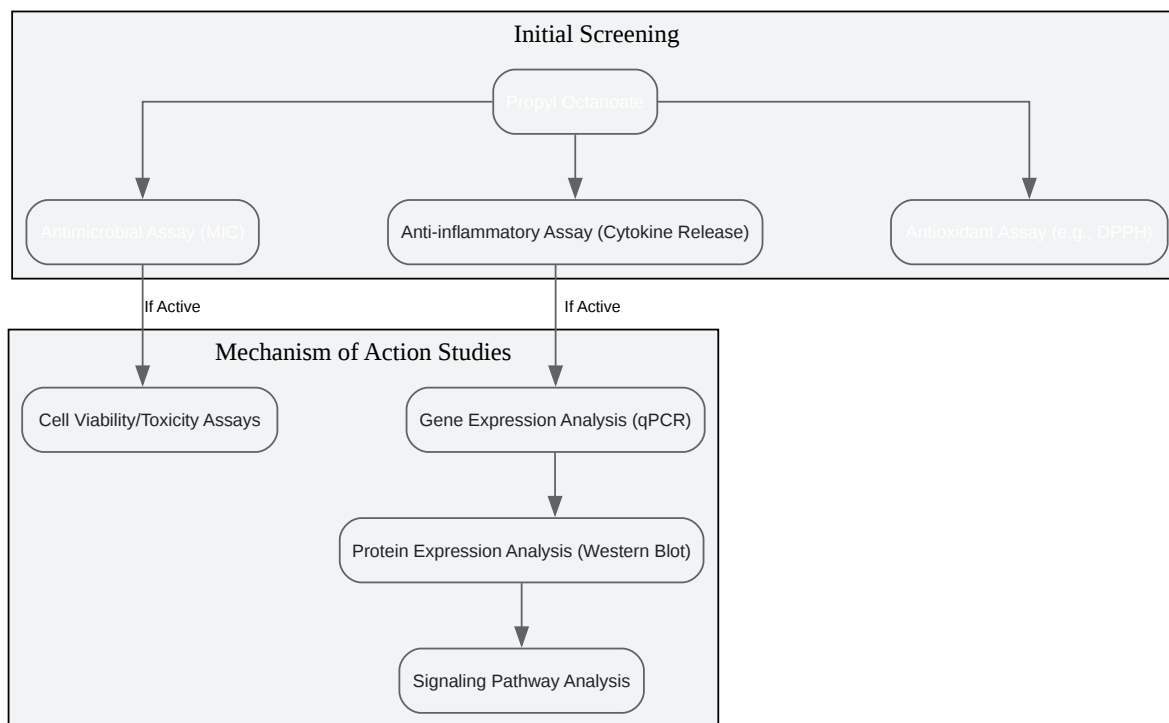 Initial Screening
Propyl Octanoate
Antimicrobial Assay (MIC)
Anti-inflammatory Assay (Cytokine Release)
Antioxidant Assay (e.g., DPPH)
If Active
If Active
Mechanism of Action Studies
Cell Viability/Toxicity Assays
Gene Expression Analysis (qPCR)
Protein Expression Analysis (Western Blot)
Signaling Pathway Analysis